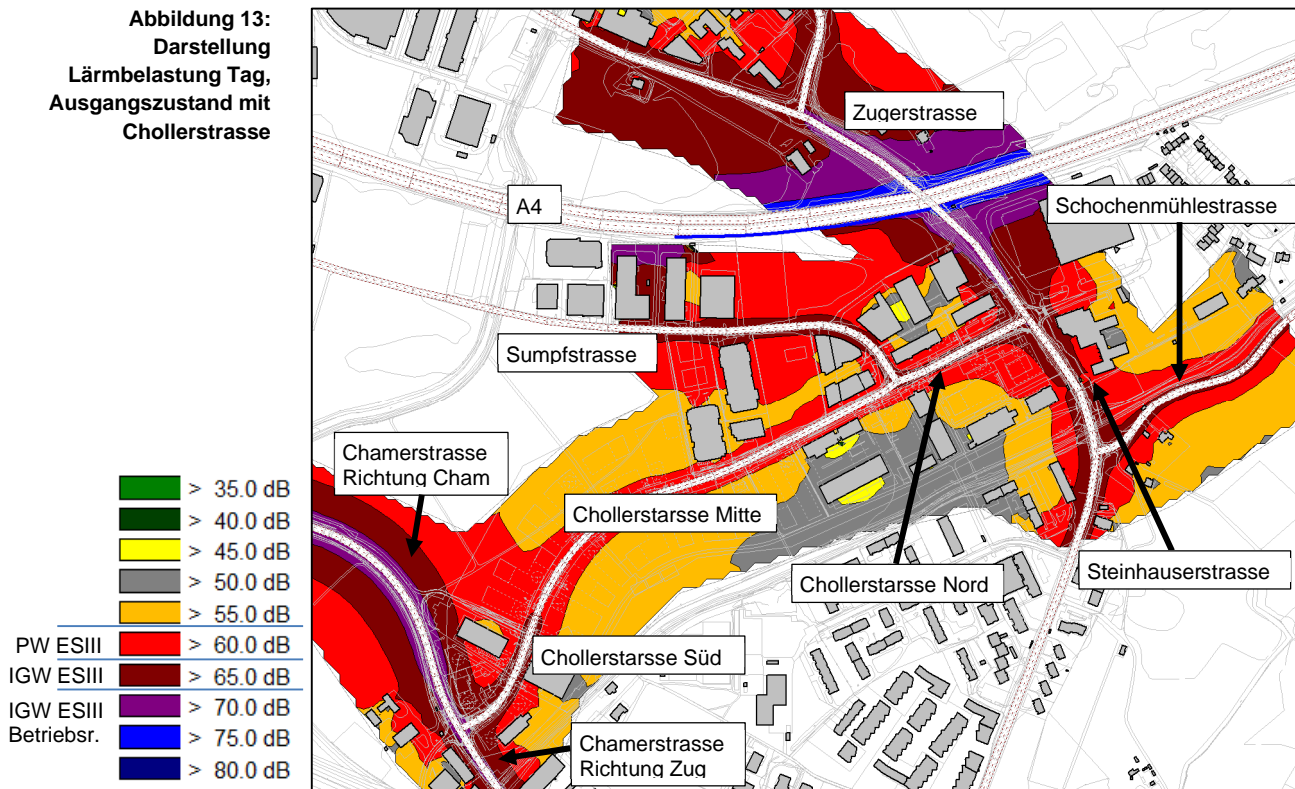 Abbildung 13:
Darstellung
Lärmbelastung Tag,
Ausgangszustand mit
Chollerstrasse
Zugerstrasse
A4
Schochenmühlestrasse
Sumpfstrasse
Chamerstrasse
Richtung Cham
Chollerstarsse Mitte
Chollerstarsse Nord
Steinhauserstrasse
Chollerstarsse Süd
Chamerstrasse
Richtung Zug
> 35.0 dB
> 40.0 dB
> 45.0 dB
> 50.0 dB
> 55.0 dB
PW ESIII > 60.0 dB
IGW ESIII > 65.0 dB
IGW ESIII > 70.0 dB
Betriebsr. > 75.0 dB
> 80.0 dB